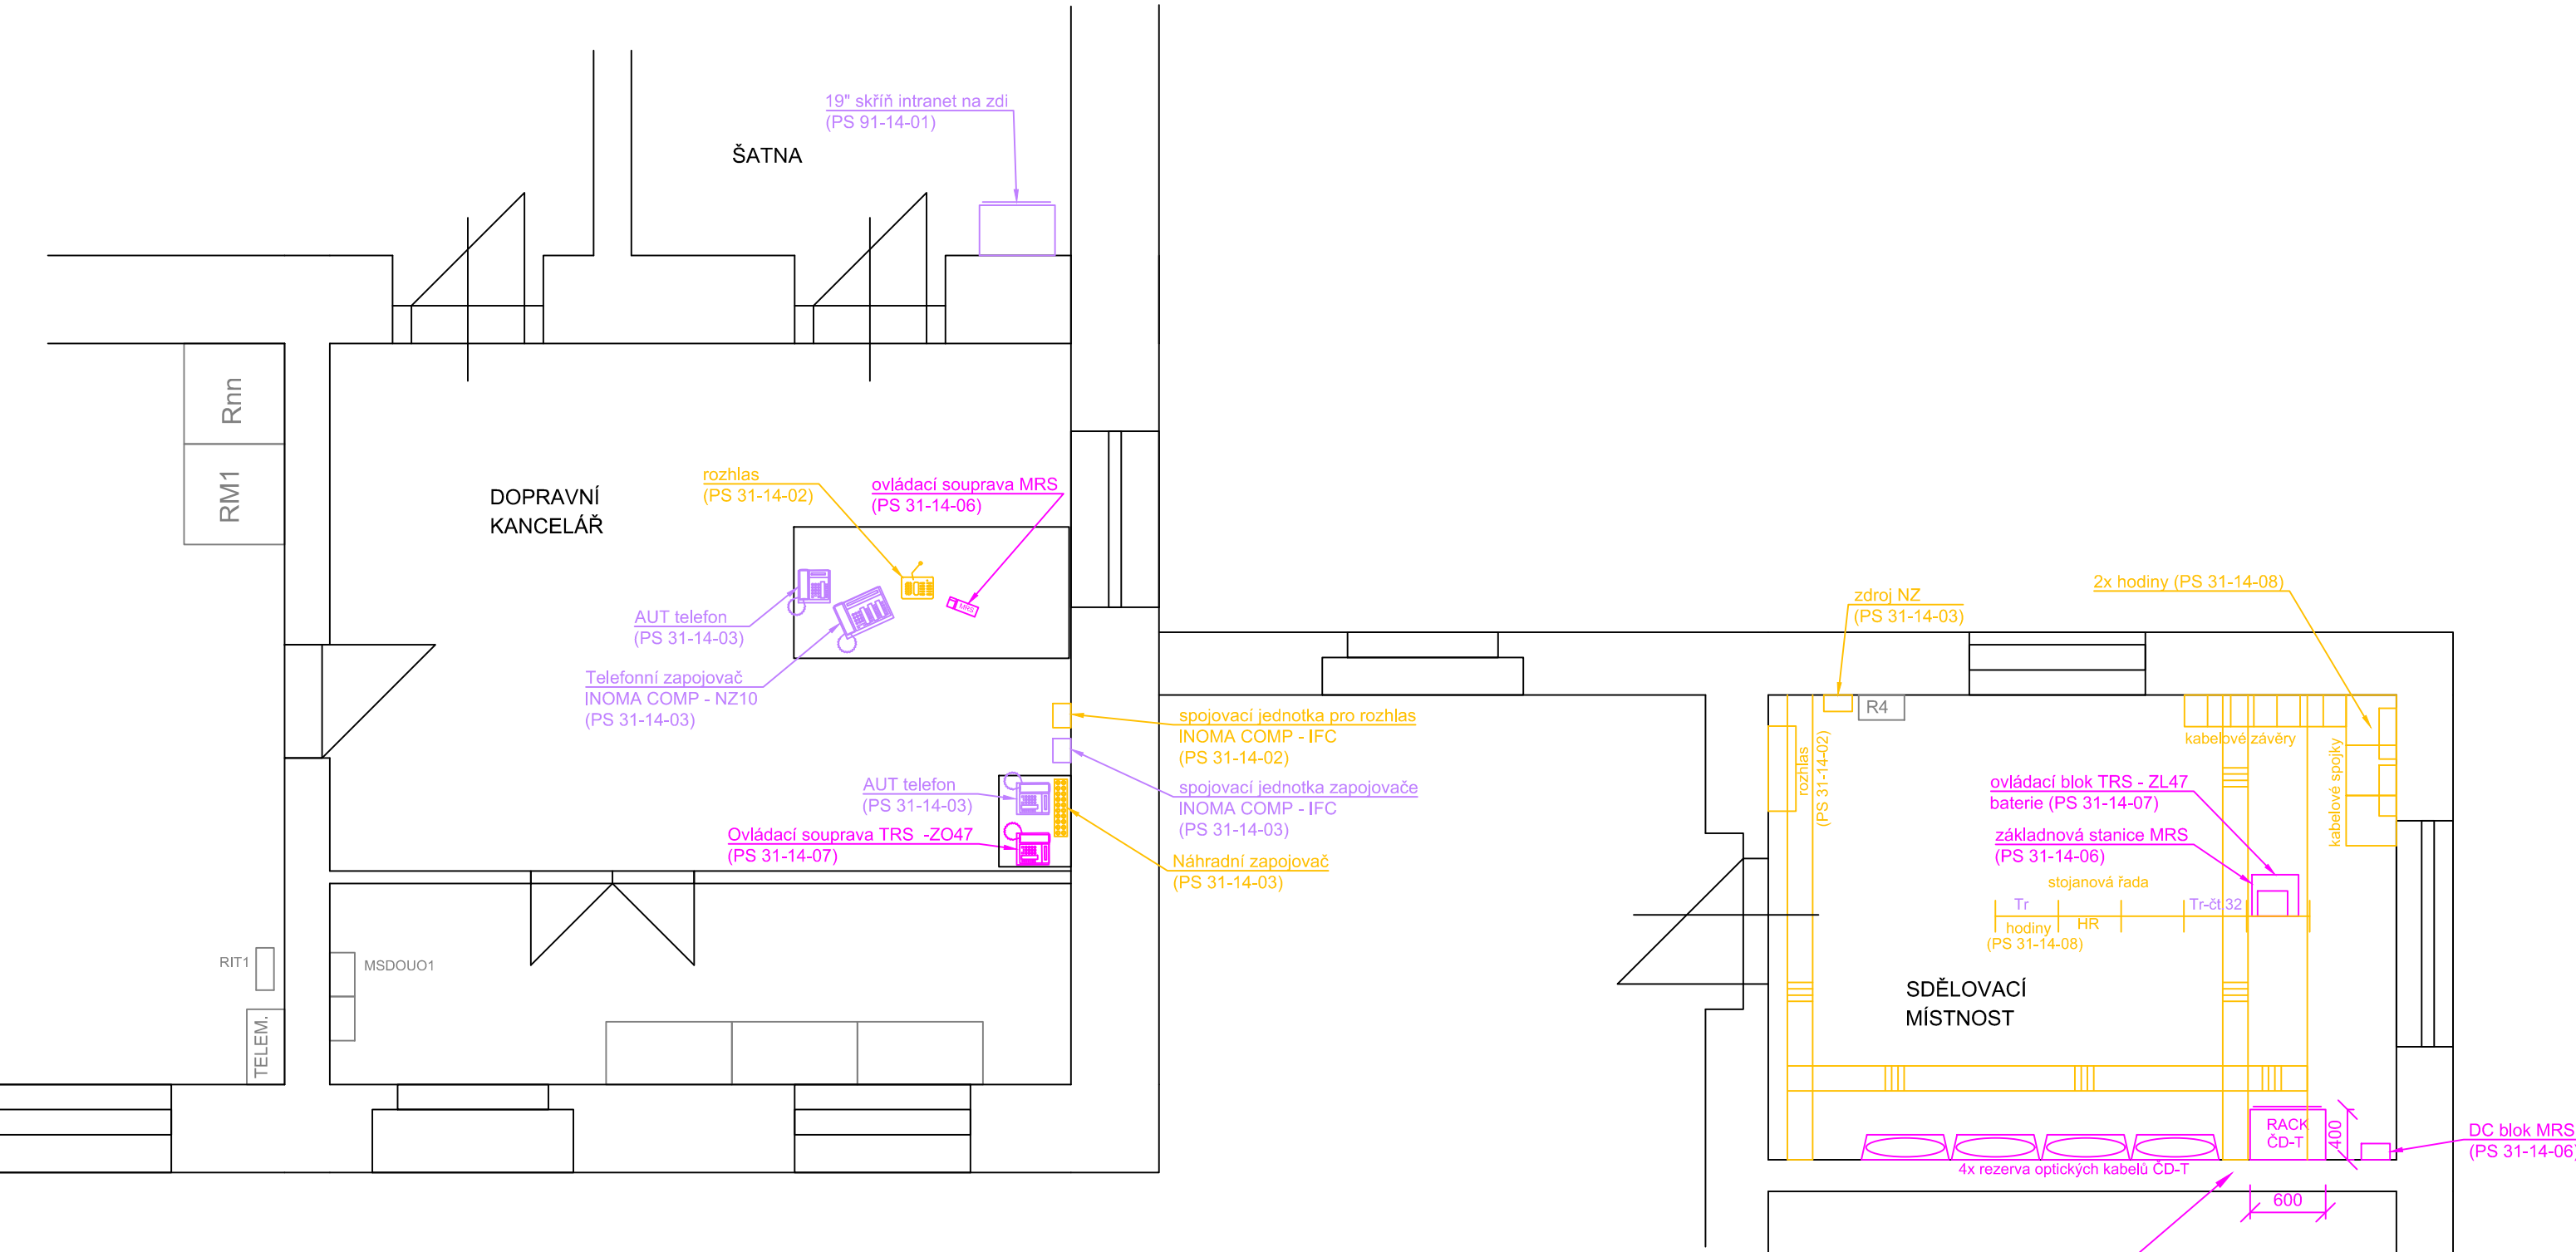 19" skříň intranet na zdi
(PS 91-14-01)
ŠATNA
Rnn
RM1
DOPRAVNÍ
KANCELÁŘ
rozhlas
(PS 31-14-02)
ovládací souprava MRS
(PS 31-14-06)
MRS
AUT telefon
(PS 31-14-03)
Telefonní zapojovač
INOMA COMP - NZ10
(PS 31-14-03)
spojovací jednotka pro rozhlas
INOMA COMP - IFC
(PS 31-14-02)
spojovací jednotka zapojovače
INOMA COMP - IFC
(PS 31-14-03)
AUT telefon
(PS 31-14-03)
Ovládací souprava TRS -ZO47
(PS 31-14-07)
Náhradní zapojovač
(PS 31-14-03)
RIT1
MSDOUO1
TELEM.
zdroj NZ
(PS 31-14-03)
2x hodiny (PS 31-14-08)
R4
rozhlas
(PS 31-14-02)
kabelové závěry
kabelové spojky
ovládací blok TRS - ZL47
baterie (PS 31-14-07)
základnová stanice MRS
(PS 31-14-06)
stojanová řada
Tr
Tr-čt.32
hodiny
HR
(PS 31-14-08)
SDĚLOVACÍ
MÍSTNOST
RACK
ČD-T
400
DC blok MRS
(PS 31-14-06)
4x rezerva optických kabelů ČD-T
600